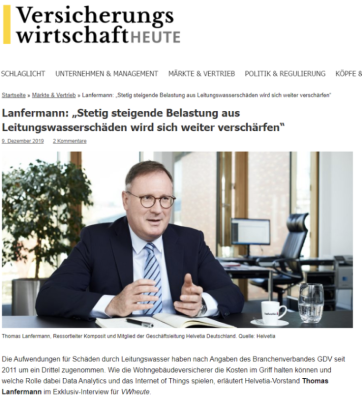 Versicherungs
wirtschaftHEUTE
SCHLAGLICHT UNTERNEHMEN & MANAGEMENT MÄRKTE & VERTRIEB POLITIK & REGULIERUNG KÖPFE &
Startseite » Märkte & Vertrieb » Lanfermann: „Stetig steigende Belastung aus Leitungswasserschäden wird sich weiter verschärfen“
Lanfermann: „Stetig steigende Belastung aus
Leitungswasserschäden wird sich weiter verschärfen“
9. Dezember 2019 2 Kommentare
Thomas Lanfermann, Ressortleiter Komposit und Mitglied der Geschäftsleitung Helvetia Deutschland. Quelle: Helvetia
Die Aufwendungen für Schäden durch Leitungswasser haben nach Angaben des Branchenverbandes GDV seit
2011 um ein Drittel zugenommen. Wie die Wohngebäudeversicherer die Kosten im Griff halten können und
welche Rolle dabei Data Analytics und das Internet of Things spielen, erläutert Helvetia-Vorstand Thomas
Lanfermann im Exklusiv-Interview für VWheute.